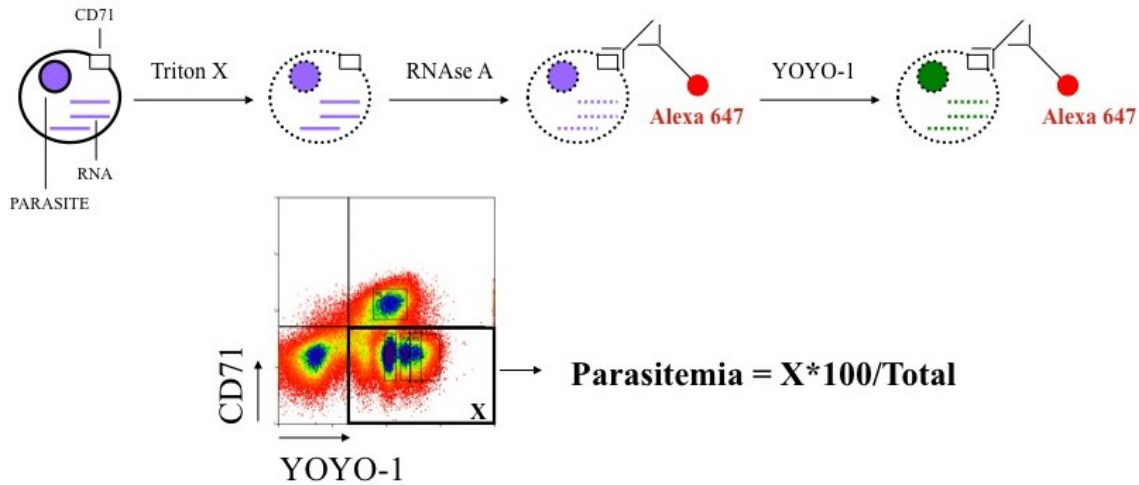 CD71
Triton X
RNAse A
YOYO-1
Alexa 647
Alexa 647
RNA
PARASITE
CD71
X
Parasitemia = X*100/Total
YOYO-1